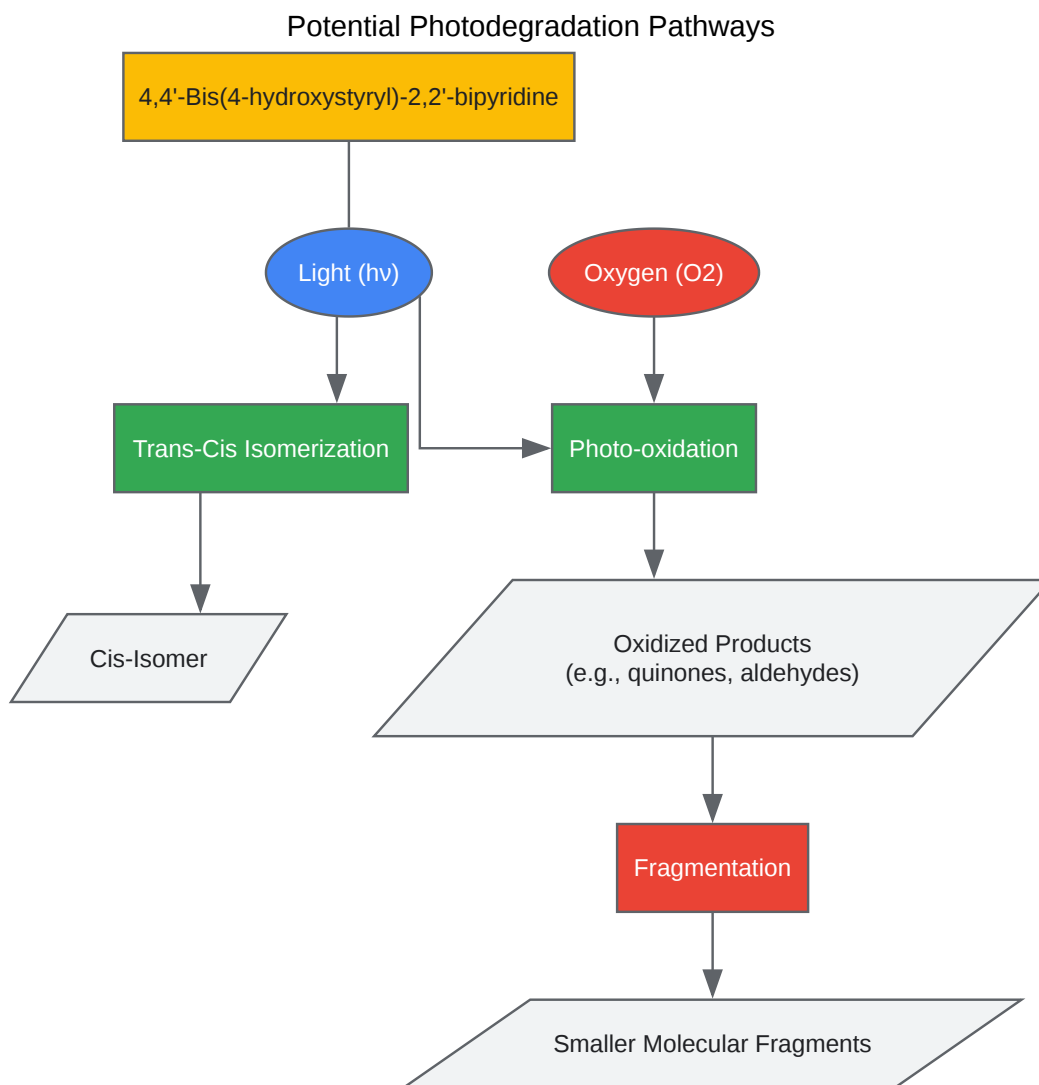 Potential Photodegradation Pathways
4,4'-Bis(4-hydroxystyryl)-2,2'-bipyridine
Light (hν)
Oxygen (O2)
Trans-Cis Isomerization
Photo-oxidation
Cis-Isomer
Oxidized Products
(e.g., quinones, aldehydes)
Fragmentation
Smaller Molecular Fragments